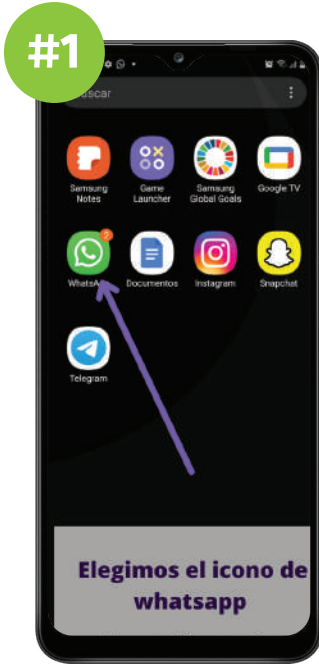 #1
uscar
Samsung
Notes
Game
Launcher
Samsung
Global Goals
Google TV
2
WhatsA
Documentos
Instagram
Snapchat
Telegram
Elegimos el icono de
whatsapp